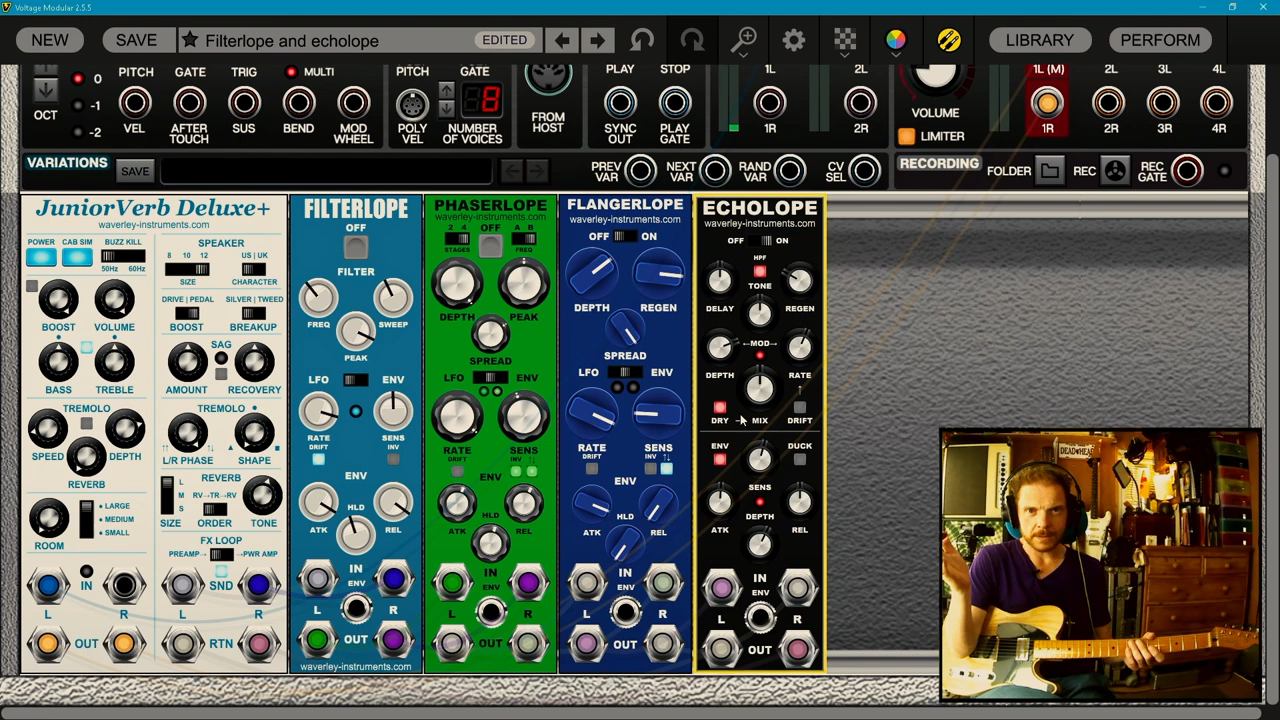 Voltage Modular 2.5.5
NEW SAVE Filterlope and echolope EDITED LIBRARY PERFORM
OCT 0 -1 -2
PITCH GATE TRIG MULTI
VEL AFTER TOUCH SUS BEND MOD WHEEL
PITCH GATE 8
POLY VEL NUMBER OF VOICES
FROM HOST
PLAY STOP
SYNC OUT PLAY GATE
1L 2L
1R 2R
VOLUME
LIMITER
1L (M) 2L 3L 4L
1R 2R 3R 4R
VARIATIONS SAVE
PREV VAR NEXT VAR RAND VAR CV SEL
RECORDING FOLDER REC REC GATE
JuniorVerb Deluxe+
waverley-instruments.com
POWER CAB SIM BUZZ KILL
50Hz 60Hz
BOOST VOLUME
BASS TREBLE
TREMOLO
SPEED DEPTH
REVERB
LARGE
MEDIUM
SMALL
ROOM
IN
L R
OUT
SPEAKER
8 10 12 US | UK
SIZE CHARACTER
DRIVE | PEDAL SILVER | TWEED
BOOST BREAKUP
SAG
AMOUNT RECOVERY
TREMOLO
L/R PHASE SHAPE
REVERB
L
M
S
RV→TR→RV
SIZE ORDER TONE
FX LOOP
PREAMP→ →PWR AMP
SND
L R
RTN
FILTERLOPE
OFF
FILTER
FREQ SWEEP
PEAK
LFO ENV
RATE SENS
DRIFT INV
ENV
ATK HLD REL
IN
ENV
L R
OUT
waverley-instruments.com
PHASERLOPE
waverley-instruments.com
2 4 OFF A B
STAGES FREQ
DEPTH PEAK
SPREAD
LFO ENV
RATE SENS
DRIFT INV ↑↓
ENV
ATK HLD REL
IN
ENV
L R
OUT
FLANGERLOPE
waverley-instruments.com
OFF ON
DEPTH REGEN
SPREAD
LFO ENV
RATE SENS
DRIFT INV ↑↓
ENV
ATK HLD REL
IN
ENV
L R
OUT
ECHOLOPE
waverley-instruments.com
OFF ON
HPF
TONE
DELAY REGEN
←MOD→
DEPTH RATE
DRY → MIX DRIFT
ENV DUCK
SENS
ATK DEPTH REL
IN
ENV
L R
OUT
DEAD HEAD